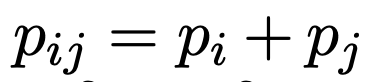 p_{ij} = p_i + p_j